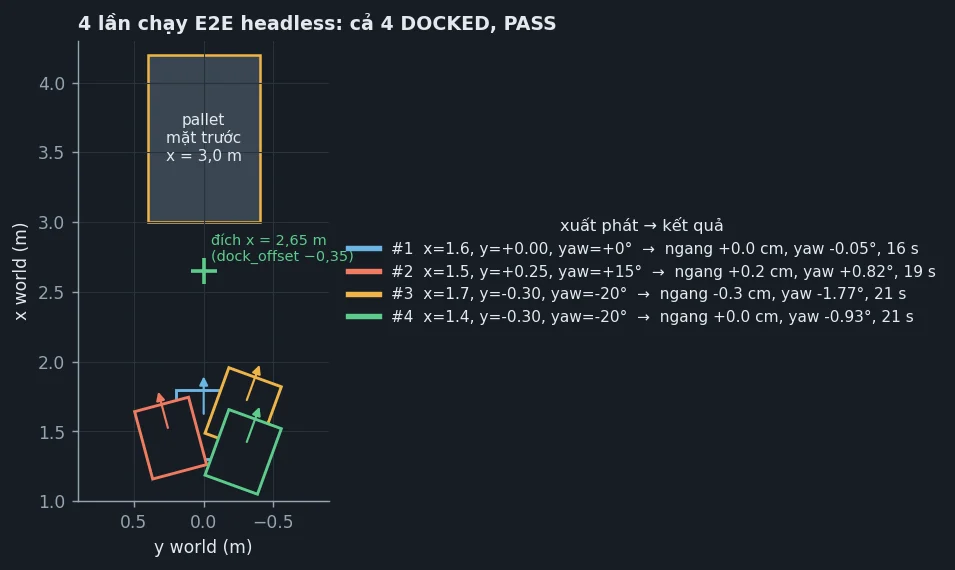 4 lần chạy E2E headless: cả 4 DOCKED, PASS
4.0
3.5
3.0
2.5
2.0
1.5
1.0
x world (m)
pallet
mặt trước
x = 3,0 m
đích x = 2,65 m
(dock_offset −0,35)
0.5
0.0
−0.5
y world (m)
xuất phát → kết quả
#1 x=1.6, y=+0.00, yaw=+0° → ngang +0.0 cm, yaw -0.05°, 16 s
#2 x=1.5, y=+0.25, yaw=+15° → ngang +0.2 cm, yaw +0.82°, 19 s
#3 x=1.7, y=-0.30, yaw=-20° → ngang -0.3 cm, yaw -1.77°, 21 s
#4 x=1.4, y=-0.30, yaw=-20° → ngang +0.0 cm, yaw -0.93°, 21 s